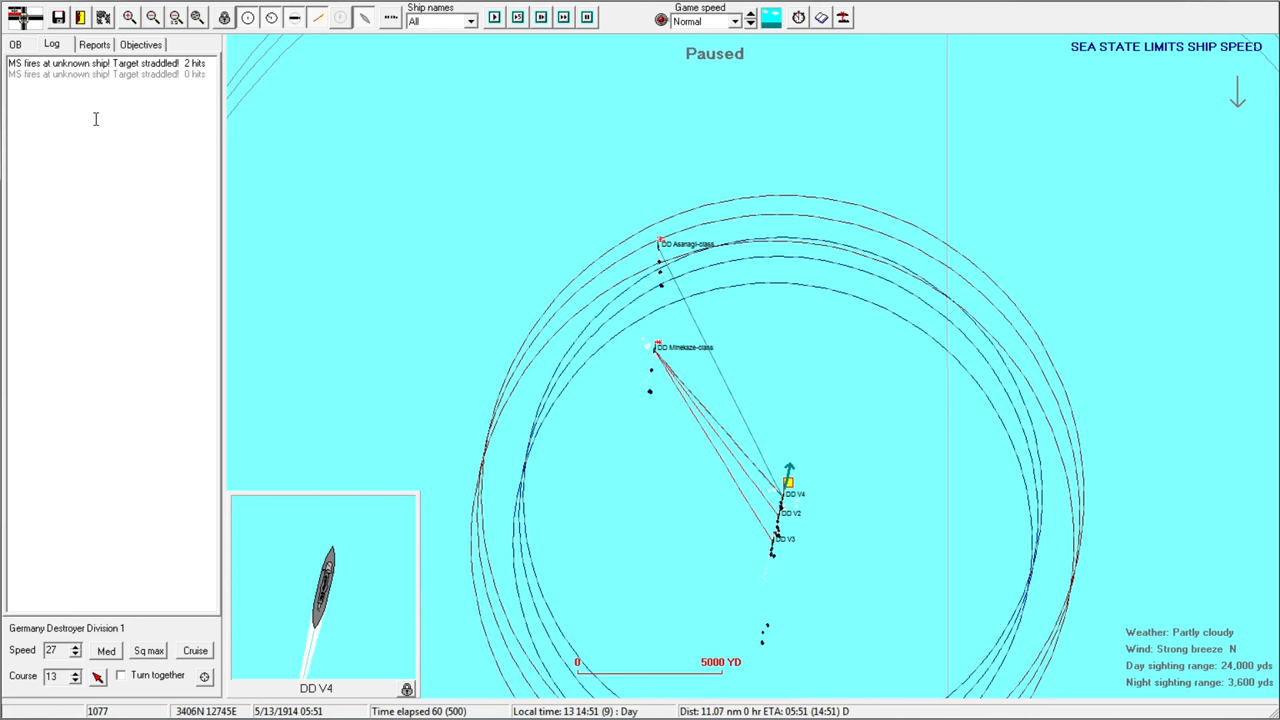 Ship names
All
Game speed
Normal
OB
Log
Reports
Objectives
MS fires at unknown ship! Target straddled! 2 hits
MS fires at unknown ship! Target straddled! 0 hits
Paused
SEA STATE LIMITS SHIP SPEED
DD Asanagi-class
DD Minekaze-class
DD V4
DD V2
DD V3
0
5000 YD
Weather: Partly cloudy
Wind: Strong breeze N
Day sighting range: 24,000 yds
Night sighting range: 3,600 yds
Germany Destroyer Division 1
Speed
27
Med
Sq max
Cruise
Course
13
Turn together
DD V4
1077
3406N 12745E
5/13/1914 05:51
Time elapsed 60 (500)
Local time: 13 14:51 (9) : Day
Dist: 11.07 nm 0 hr ETA: 05:51 (14:51) D